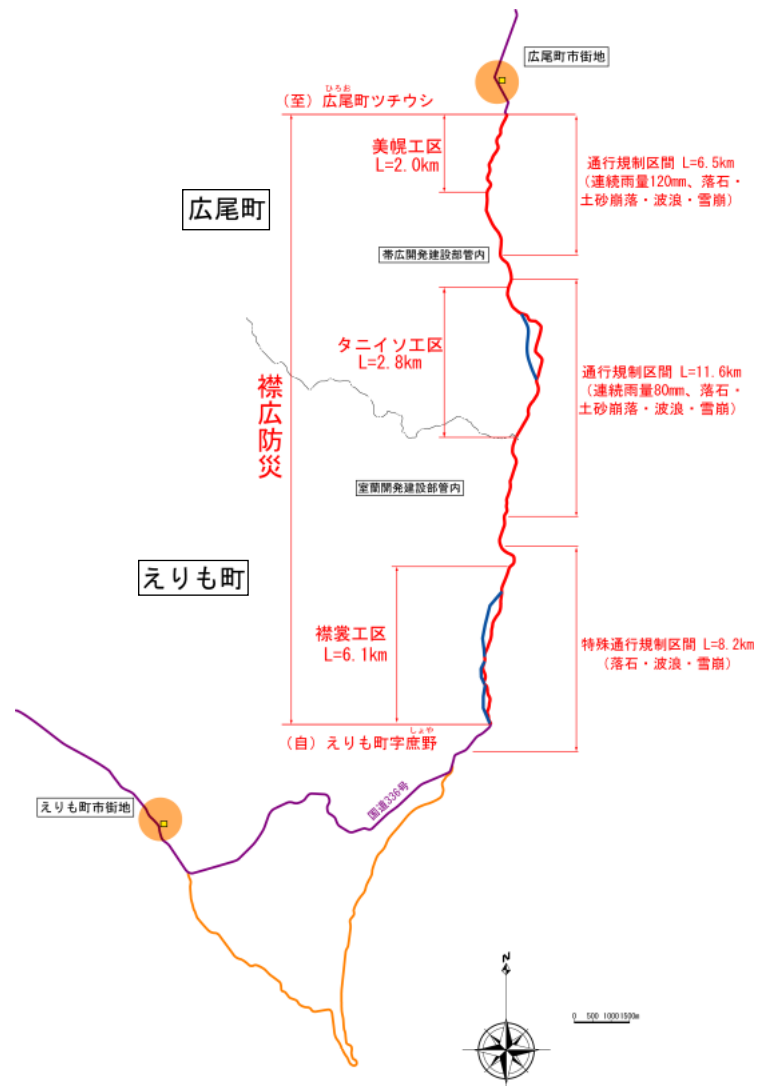 広尾町市街地
ひろお
（至）広尾町ツチウシ
美幌工区
L=2.0km
通行規制区間 L=6.5km
（連続雨量120mm、落石・
土砂崩落・波浪・雪崩）
広尾町
帯広開発建設部管内
タニイソ工区
L=2.8km
通行規制区間 L=11.6km
（連続雨量80mm、落石・
土砂崩落・波浪・雪崩）
襟広防災
室蘭開発建設部管内
えりも町
襟裳工区
L=6.1km
特殊通行規制区間 L=8.2km
（落石・波浪・雪崩）
しょや
（自）えりも町字庶野
国道336号
えりも町市街地
N
0 500 1000 1500m